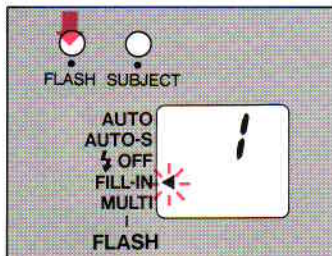 FLASH SUBJECT
AUTO
AUTO-S
⚡ OFF
FILL-IN
MULTI
FLASH
1